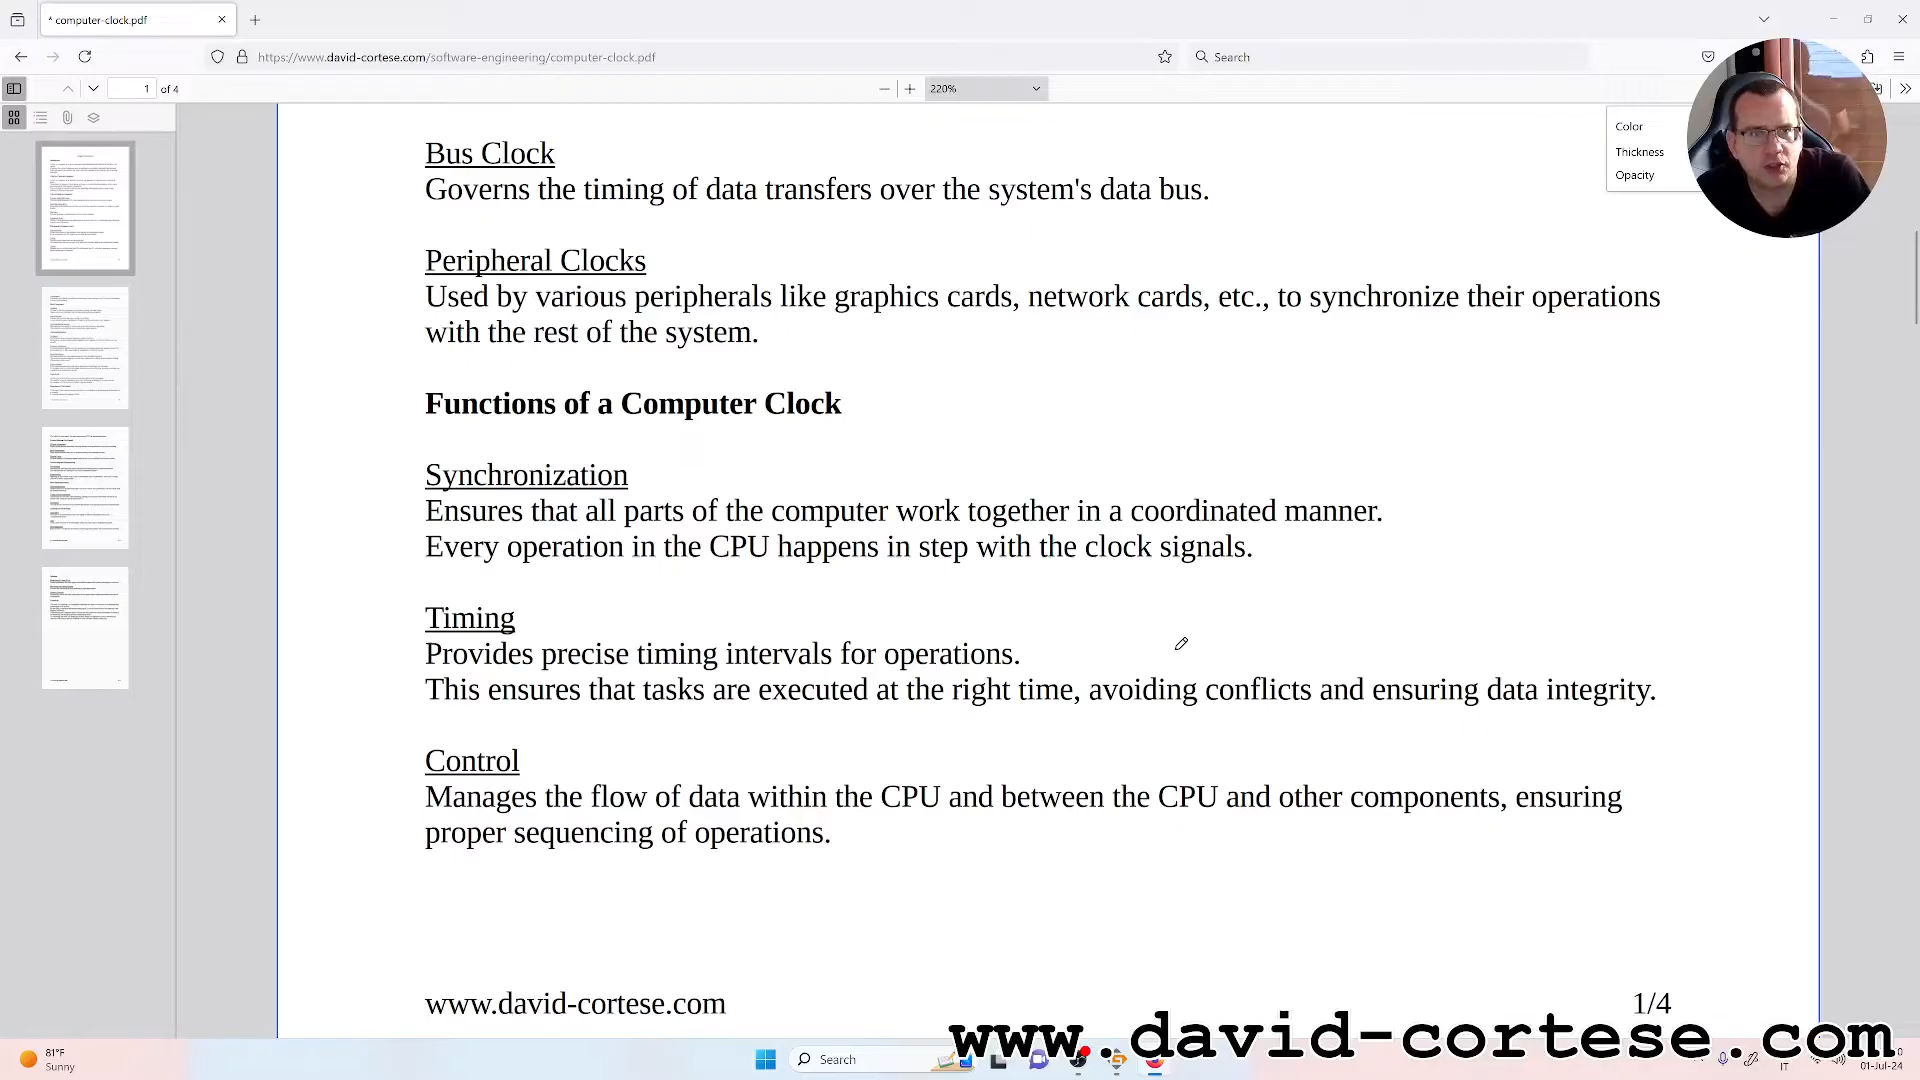 * computer-clock.pdf
https://www.david-cortese.com/software-engineering/computer-clock.pdf
Search
1 of 4
220%
Color
Thickness
Opacity
Bus Clock
Governs the timing of data transfers over the system's data bus.
Peripheral Clocks
Used by various peripherals like graphics cards, network cards, etc., to synchronize their operations
with the rest of the system.
Functions of a Computer Clock
Synchronization
Ensures that all parts of the computer work together in a coordinated manner.
Every operation in the CPU happens in step with the clock signals.
Timing
Provides precise timing intervals for operations.
This ensures that tasks are executed at the right time, avoiding conflicts and ensuring data integrity.
Control
Manages the flow of data within the CPU and between the CPU and other components, ensuring
proper sequencing of operations.
www.david-cortese.com
1/4
www.david-cortese.com
81°F
Sunny
Search
IT
01-Jul-24